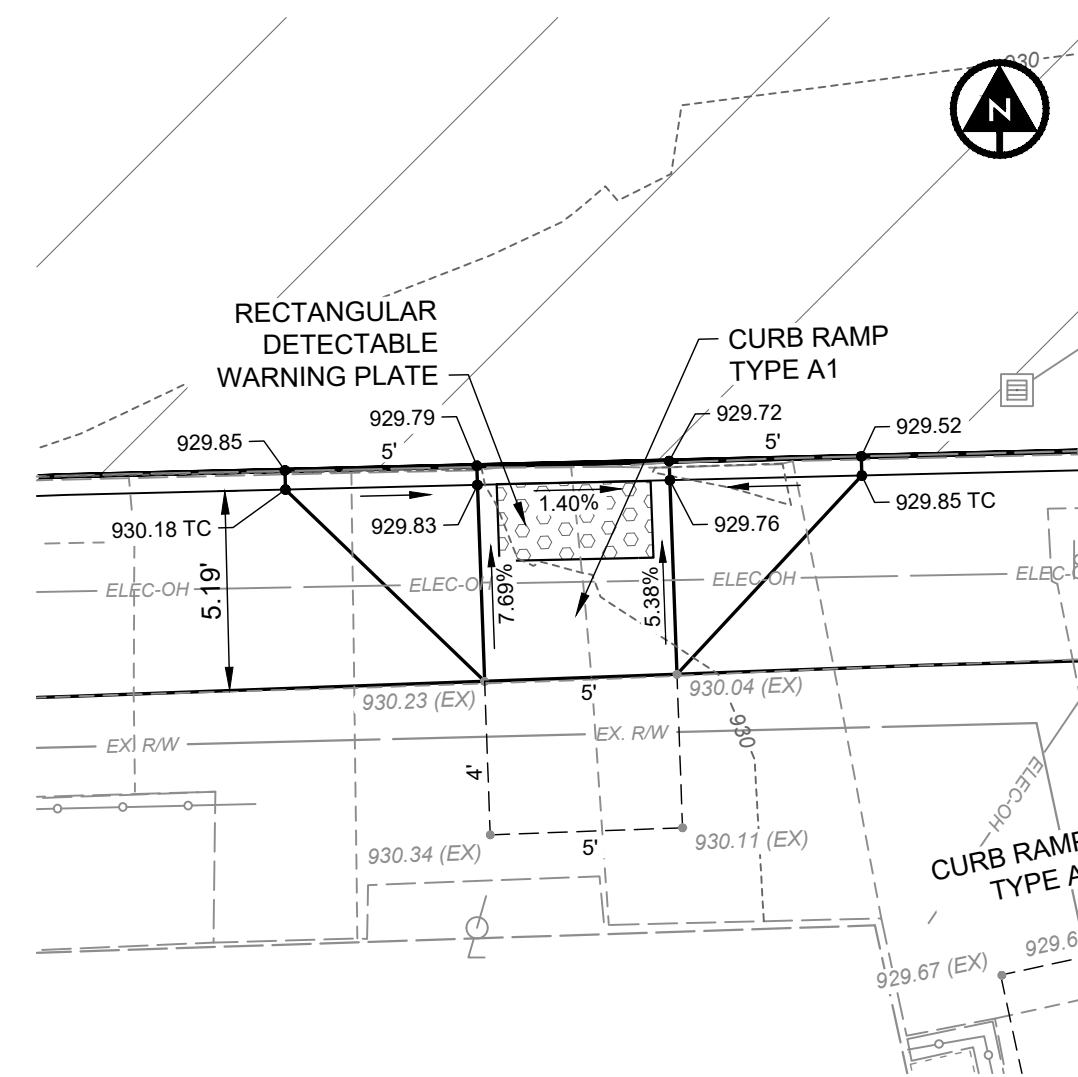 930
N
RECTANGULAR
DETECTABLE
WARNING PLATE
CURB RAMP
TYPE A1
929.79
929.72
929.85
5'
5'
929.52
930.18 TC
929.83
1.40%
929.76
929.85 TC
5.19'
ELEC-OH
ELEC-OH
7.69%
5.38%
ELEC-OH
ELEC-O
930.23 (EX)
5'
930.04 (EX)
EX. R/W
EX. R/W
930
4'
ELEC-OH
930.34 (EX)
5'
930.11 (EX)
CURB RAMP
TYPE A
929.67 (EX)
929.6